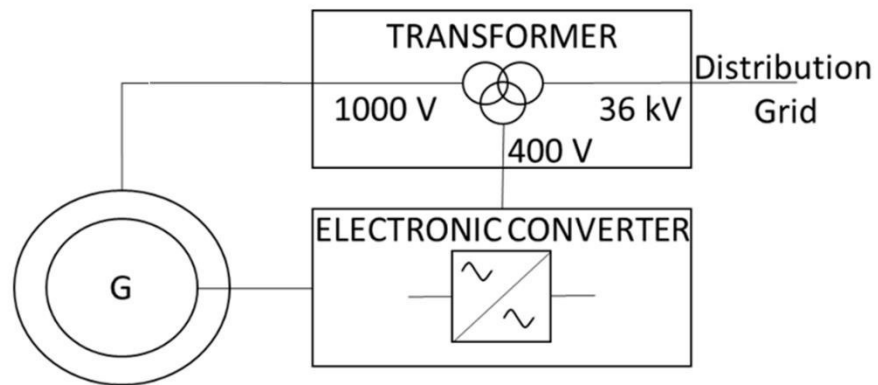 TRANSFORMER
Distribution
Grid
1000 V
36 kV
400 V
ELECTRONIC CONVERTER
G